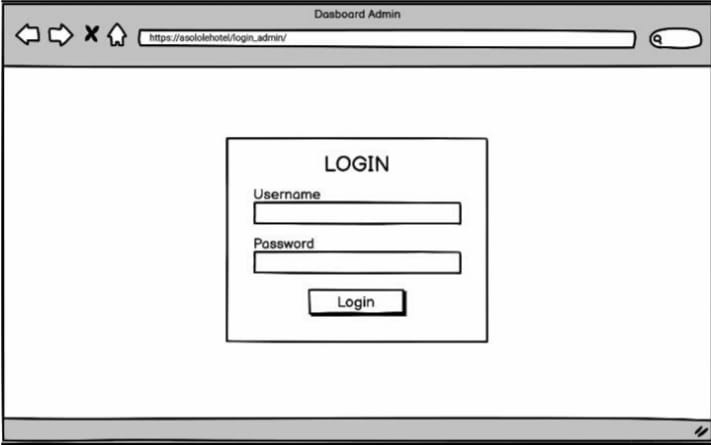 Dasboard Admin
https://asololehotel/login_admin/
LOGIN
Username
Password
Login